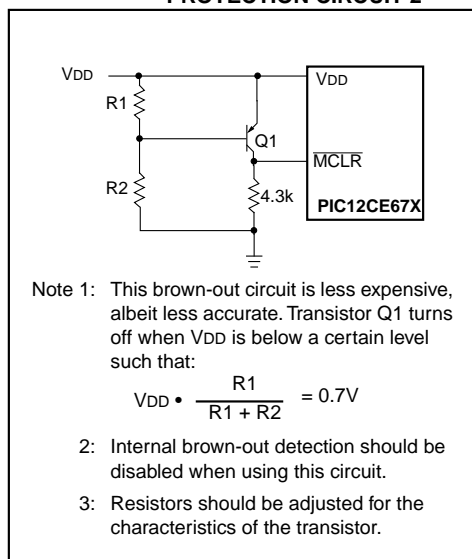 PROTECTION CIRCUIT 2
VDD
VDD
R1
Q1
MCLR
R2
4.3k
PIC12CE67X
Note 1: This brown-out circuit is less expensive,
albeit less accurate. Transistor Q1 turns
off when VDD is below a certain level
such that:
VDD • R1 / R1 + R2 = 0.7V
2: Internal brown-out detection should be
disabled when using this circuit.
3: Resistors should be adjusted for the
characteristics of the transistor.